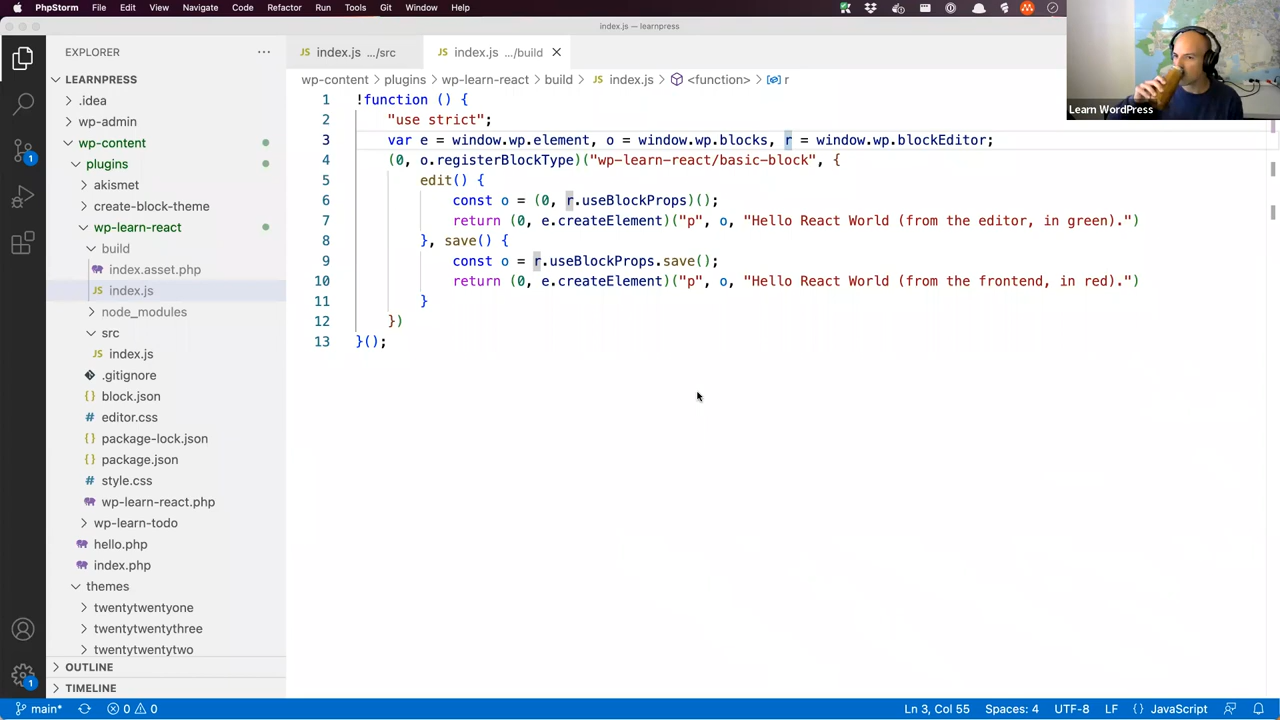 PhpStorm File Edit View Navigate Code Refactor Run Tools Git Window Help
index.js — learnpress
EXPLORER
LEARNPRESS
.idea
wp-admin
wp-content
plugins
akismet
create-block-theme
wp-learn-react
build
index.asset.php
index.js
node_modules
src
index.js
.gitignore
block.json
editor.css
package-lock.json
package.json
style.css
wp-learn-react.php
wp-learn-todo
hello.php
index.php
themes
twentytwentyone
twentytwentythree
twentytwentytwo
OUTLINE
TIMELINE
JS index.js .../src
JS index.js .../build
wp-content > plugins > wp-learn-react > build > JS index.js > <function> > r
1 !function () {
2 "use strict";
3 var e = window.wp.element, o = window.wp.blocks, r = window.wp.blockEditor;
4 (0, o.registerBlockType)("wp-learn-react/basic-block", {
5 edit() {
6 const o = (0, r.useBlockProps)();
7 return (0, e.createElement)("p", o, "Hello React World (from the editor, in green).")
8 }, save() {
9 const o = r.useBlockProps.save();
10 return (0, e.createElement)("p", o, "Hello React World (from the frontend, in red).")
11 }
12 })
13 }();
Learn WordPress
1
1
main* 0 0 Ln 3, Col 55 Spaces: 4 UTF-8 LF {} JavaScript